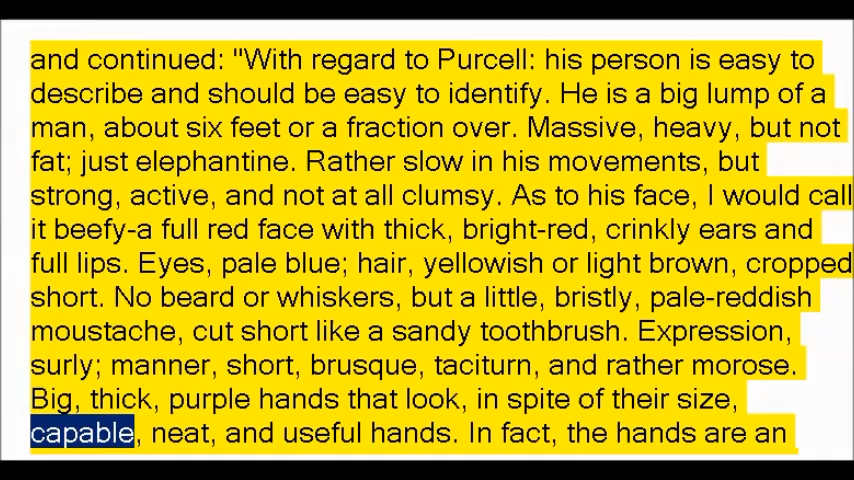 and continued: "With regard to Purcell: his person is easy to
describe and should be easy to identify. He is a big lump of a
man, about six feet or a fraction over. Massive, heavy, but not
fat; just elephantine. Rather slow in his movements, but
strong, active, and not at all clumsy. As to his face, I would call
it beefy-a full red face with thick, bright-red, crinkly ears and
full lips. Eyes, pale blue; hair, yellowish or light brown, cropped
short. No beard or whiskers, but a little, bristly, pale-reddish
moustache, cut short like a sandy toothbrush. Expression,
surly; manner, short, brusque, taciturn, and rather morose.
Big, thick, purple hands that look, in spite of their size,
capable, neat, and useful hands. In fact, the hands are an